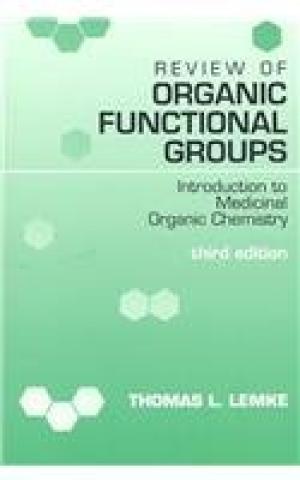 REVIEW OF
ORGANIC
FUNCTIONAL
GROUPS
Introduction to
Medicinal
Organic Chemistry
third edition
THOMAS L. LEMKE